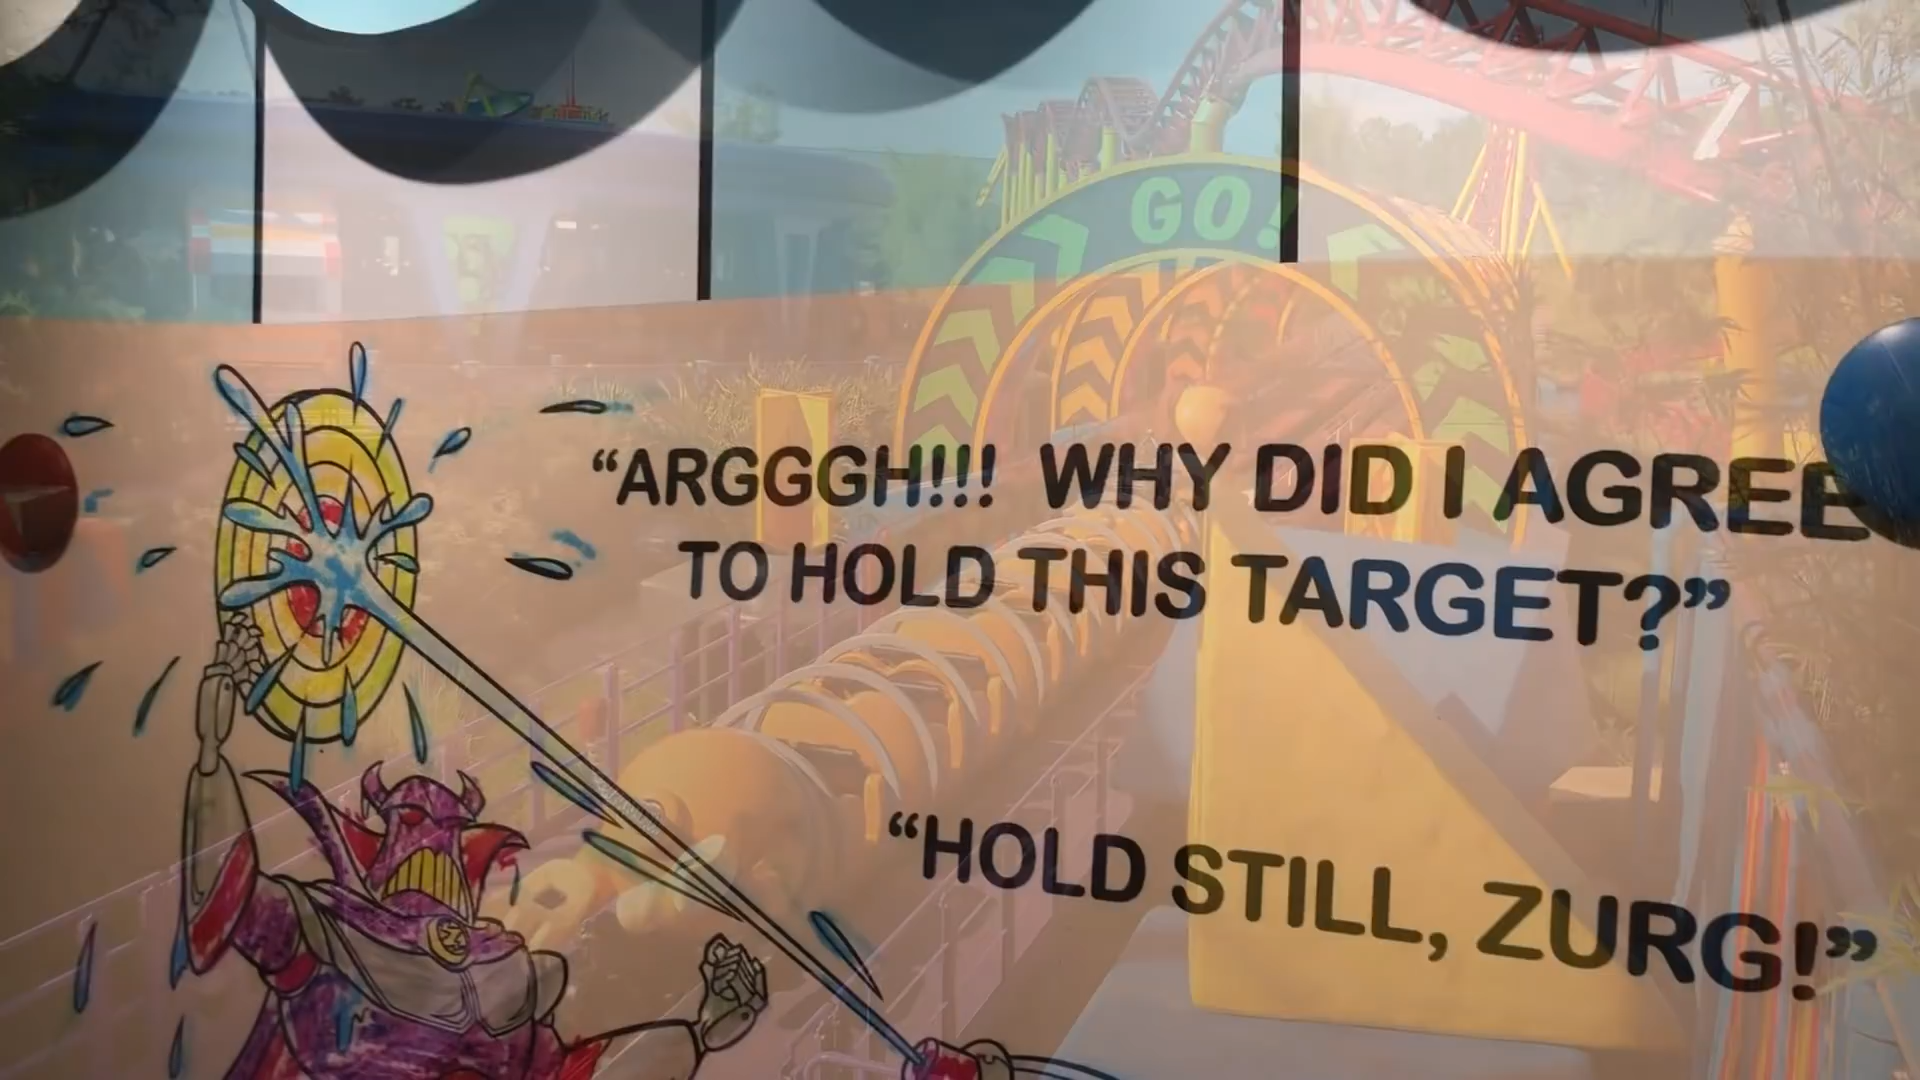 GO!
“ARGGGH!!! WHY DID I AGREE
TO HOLD THIS TARGET?”
“HOLD STILL, ZURG!”